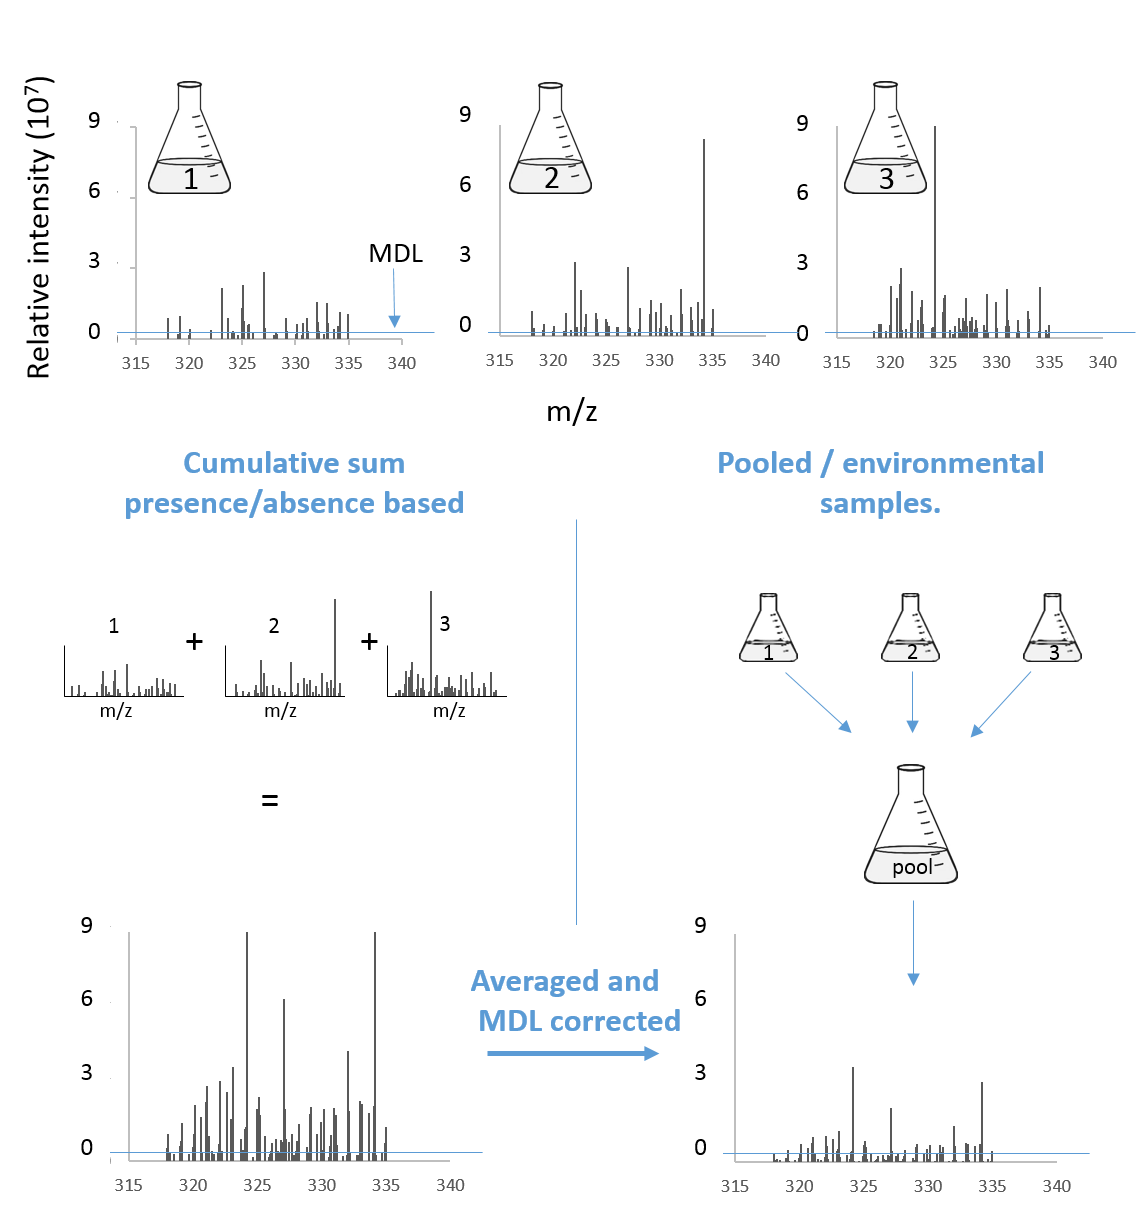 Relative intensity (10⁷)
9
6
3
0
1
MDL
315 320 325 330 335 340
9
6
3
0
2
315 320 325 330 335 340
9
6
3
0
3
315 320 325 330 335 340
m/z
Cumulative sum
presence/absence based
Pooled / environmental
samples.
1 + 2 + 3
m/z m/z m/z
=
1 2 3
pool
9
6
3
0
315 320 325 330 335 340
Averaged and
MDL corrected
9
6
3
0
315 320 325 330 335 340